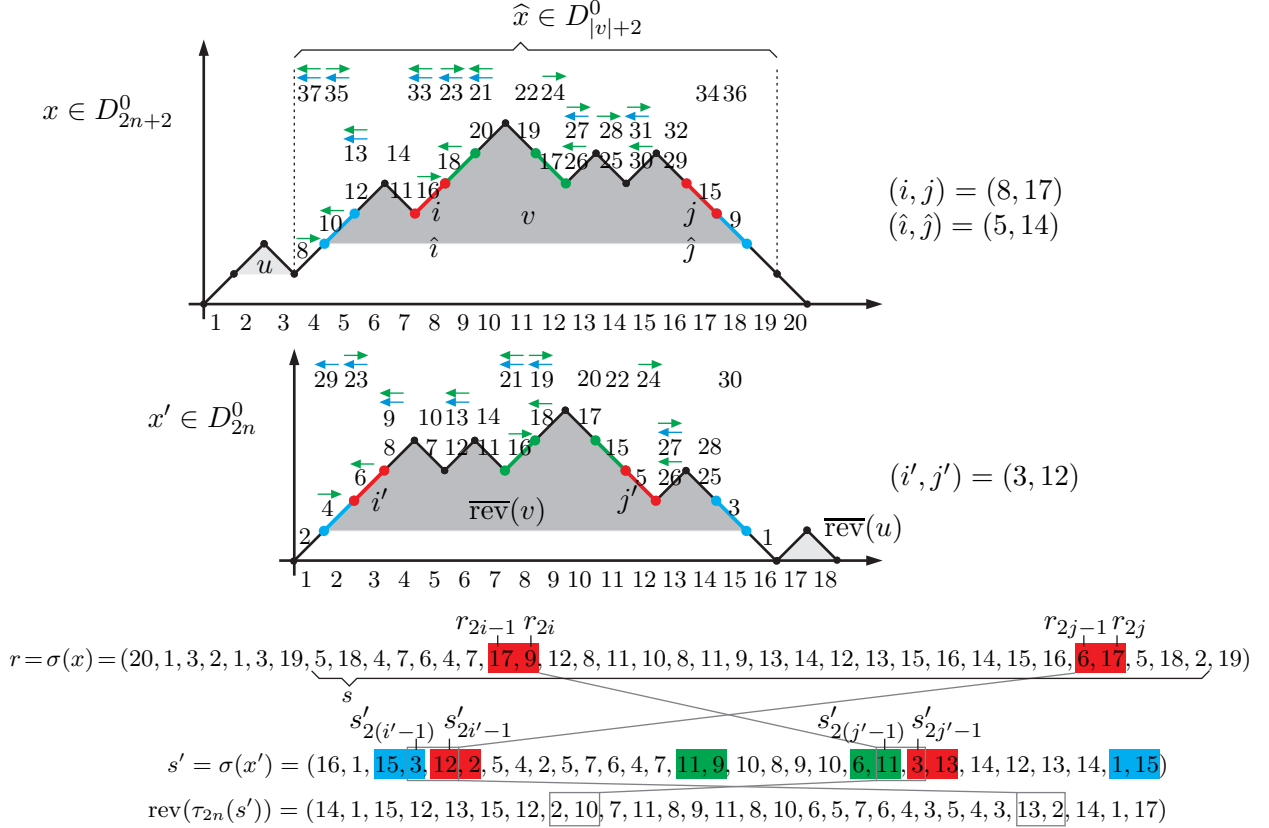 x̂ ∈ D⁰_{|v|+2}
37 35 33 23 21 22 24 34 36
x ∈ D⁰_{2n+2}
20 19 27 28 31 32
13 14 18 17 26 25 30 29
12 11 16 15
(i, j) = (8, 17)
10 i v j 9
(î, ĵ) = (5, 14)
8 î ĵ
u
1 2 3 4 5 6 7 8 9 10 11 12 13 14 15 16 17 18 19 20
29 23 21 19 20 22 24 30
x′ ∈ D⁰_{2n}
9 10 13 14 18 17
8 7 12 11 16 15 27 28
6 5 26 25
(i′, j′) = (3, 12)
4 i′ rev(v) j′ 3
2 1 rev(u)
1 2 3 4 5 6 7 8 9 10 11 12 13 14 15 16 17 18
r_{2i−1} r_{2i} r_{2j−1} r_{2j}
r = σ(x) = (20, 1, 3, 2, 1, 3, 19, 5, 18, 4, 7, 6, 4, 7, 17, 9, 12, 8, 11, 10, 8, 11, 9, 13, 14, 12, 13, 15, 16, 14, 15, 16, 6, 17, 5, 18, 2, 19)
s
s′_{2(i′−1)} s′_{2i′−1} s′_{2(j′−1)} s′_{2j′−1}
s′ = σ(x′) = (16, 1, 15, 3, 12, 2, 5, 4, 2, 5, 7, 6, 4, 7, 11, 9, 10, 8, 9, 10, 6, 11, 3, 13, 14, 12, 13, 14, 1, 15)
rev(τ_{2n}(s′)) = (14, 1, 15, 12, 13, 15, 12, 2, 10, 7, 11, 8, 9, 11, 8, 10, 6, 5, 7, 6, 4, 3, 5, 4, 3, 13, 2, 14, 1, 17)